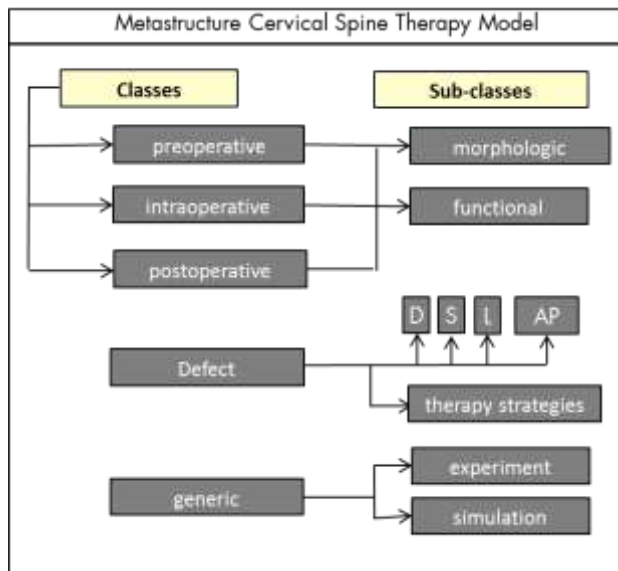 Metastructure Cervical Spine Therapy Model
Classes
Sub-classes
preoperative
morphologic
intraoperative
functional
postoperative
D S L AP
Defect
therapy strategies
experiment
generic
simulation